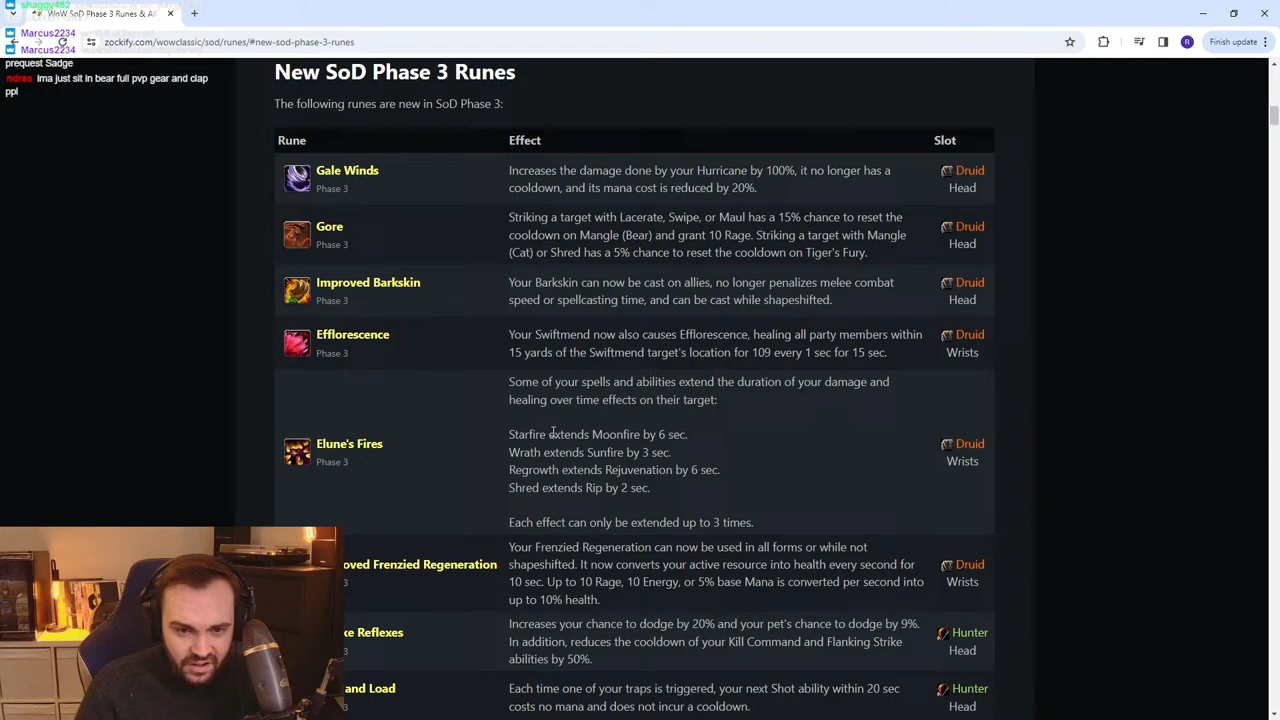 shaggy462
WoW SoD Phase 3 Runes & Al
Marcus2234
zockify.com/wowclassic/sod/runes/#new-sod-phase-3-runes
R
Finish update
Marcus2234
prequest Sadge
ndras Ima just sit in bear full pvp gear and clap
ppl
New SoD Phase 3 Runes
The following runes are new in SoD Phase 3:
Rune Effect Slot
Gale Winds
Phase 3
Increases the damage done by your Hurricane by 100%, it no longer has a
cooldown, and its mana cost is reduced by 20%.
Druid
Head
Gore
Phase 3
Striking a target with Lacerate, Swipe, or Maul has a 15% chance to reset the
cooldown on Mangle (Bear) and grant 10 Rage. Striking a target with Mangle
(Cat) or Shred has a 5% chance to reset the cooldown on Tiger's Fury.
Druid
Head
Improved Barkskin
Phase 3
Your Barkskin can now be cast on allies, no longer penalizes melee combat
speed or spellcasting time, and can be cast while shapeshifted.
Druid
Head
Efflorescence
Phase 3
Your Swiftmend now also causes Efflorescence, healing all party members within
15 yards of the Swiftmend target's location for 109 every 1 sec for 15 sec.
Druid
Wrists
Elune's Fires
Phase 3
Some of your spells and abilities extend the duration of your damage and
healing over time effects on their target:
Starfire extends Moonfire by 6 sec.
Wrath extends Sunfire by 3 sec.
Regrowth extends Rejuvenation by 6 sec.
Shred extends Rip by 2 sec.
Each effect can only be extended up to 3 times.
Druid
Wrists
oved Frenzied Regeneration
3
Your Frenzied Regeneration can now be used in all forms or while not
shapeshifted. It now converts your active resource into health every second for
10 sec. Up to 10 Rage, 10 Energy, or 5% base Mana is converted per second into
up to 10% health.
Druid
Wrists
ke Reflexes
3
Increases your chance to dodge by 20% and your pet's chance to dodge by 9%.
In addition, reduces the cooldown of your Kill Command and Flanking Strike
abilities by 50%.
Hunter
Head
and Load
3
Each time one of your traps is triggered, your next Shot ability within 20 sec
costs no mana and does not incur a cooldown.
Hunter
Head